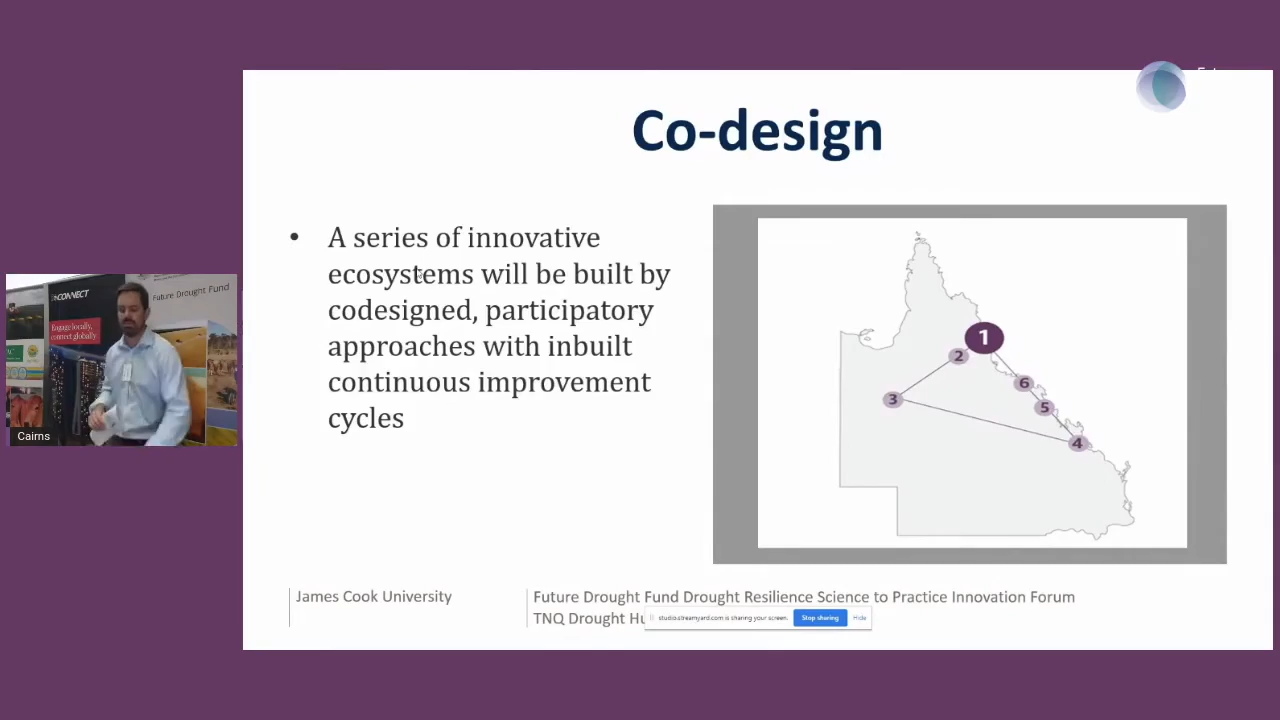 Co-design
• A series of innovative
ecosystems will be built by
codesigned, participatory
approaches with inbuilt
continuous improvement
cycles
1
2
6
3
5
4
CONNECT
Future Drought Fund
Engage locally,
connect globally
Cairns
James Cook University
Future Drought Fund Drought Resilience Science to Practice Innovation Forum
TNQ Drought
studio.streamyard.com is sharing your screen.
Stop sharing
Hide